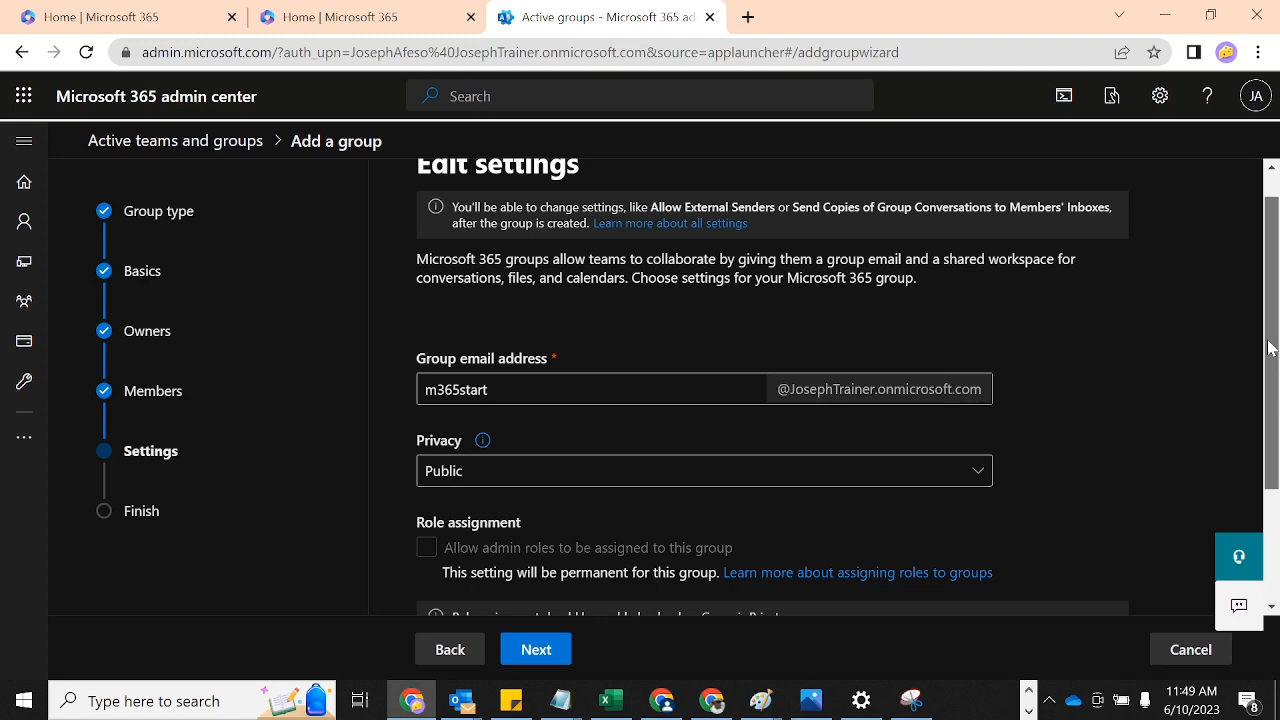 Home | Microsoft 365
Home | Microsoft 365
Active groups - Microsoft 365 ad
admin.microsoft.com/?auth_upn=JosephAfeso%40JosephTrainer.onmicrosoft.com&source=applauncher#/addgroupwizard
Microsoft 365 admin center
Search
JA
Active teams and groups > Add a group
Group type
Basics
Owners
Members
Settings
Finish
Edit settings
You'll be able to change settings, like Allow External Senders or Send Copies of Group Conversations to Members' Inboxes,
after the group is created. Learn more about all settings
Microsoft 365 groups allow teams to collaborate by giving them a group email and a shared workspace for
conversations, files, and calendars. Choose settings for your Microsoft 365 group.
Group email address *
m365start
@JosephTrainer.onmicrosoft.com
Privacy
Public
Role assignment
Allow admin roles to be assigned to this group
This setting will be permanent for this group. Learn more about assigning roles to groups
Back
Next
Cancel
Type here to search
11:49 AM
6/10/2023
8